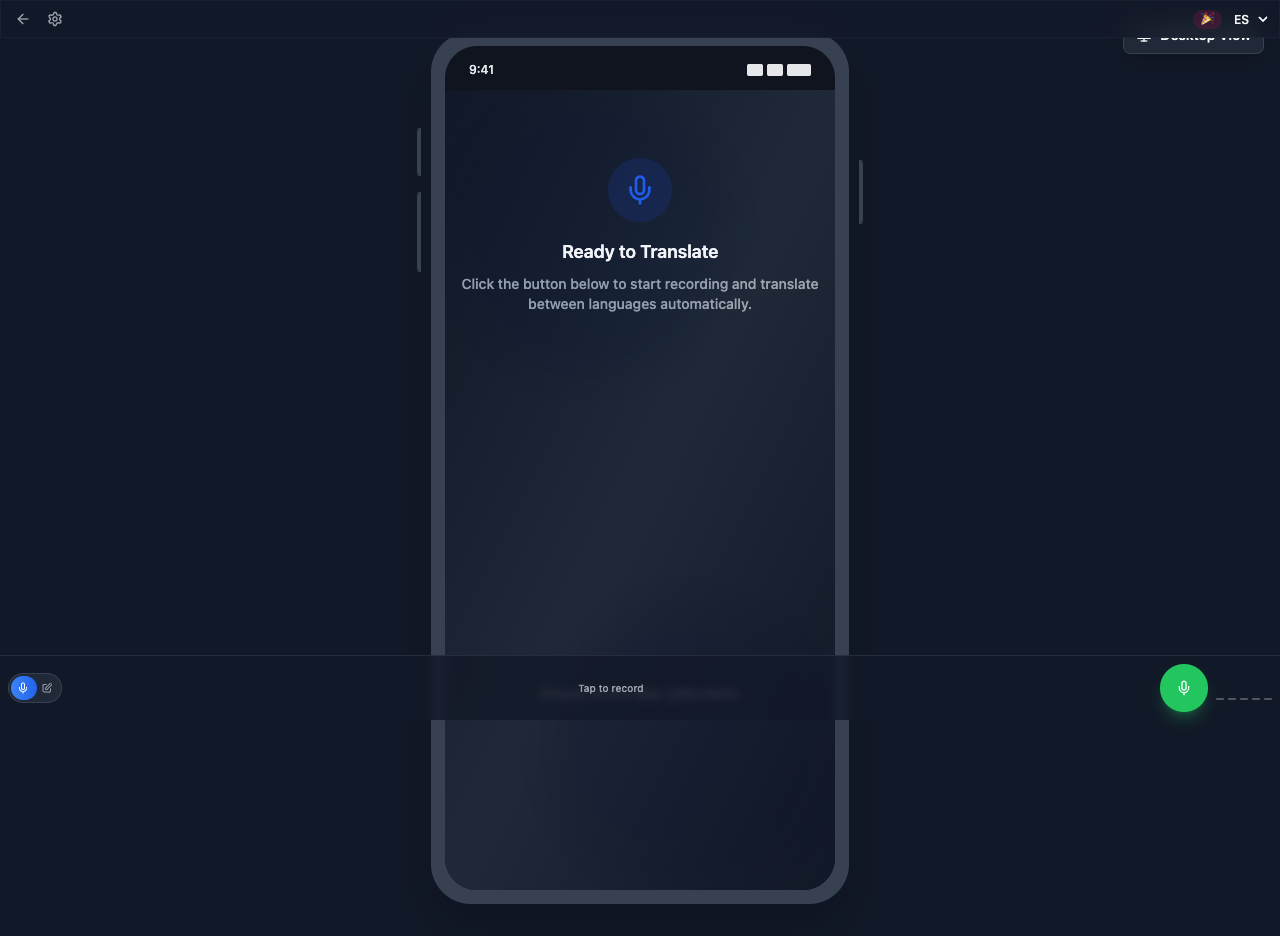 ES
Desktop View
9:41
Ready to Translate
Click the button below to start recording and translate
between languages automatically.
Tap to record